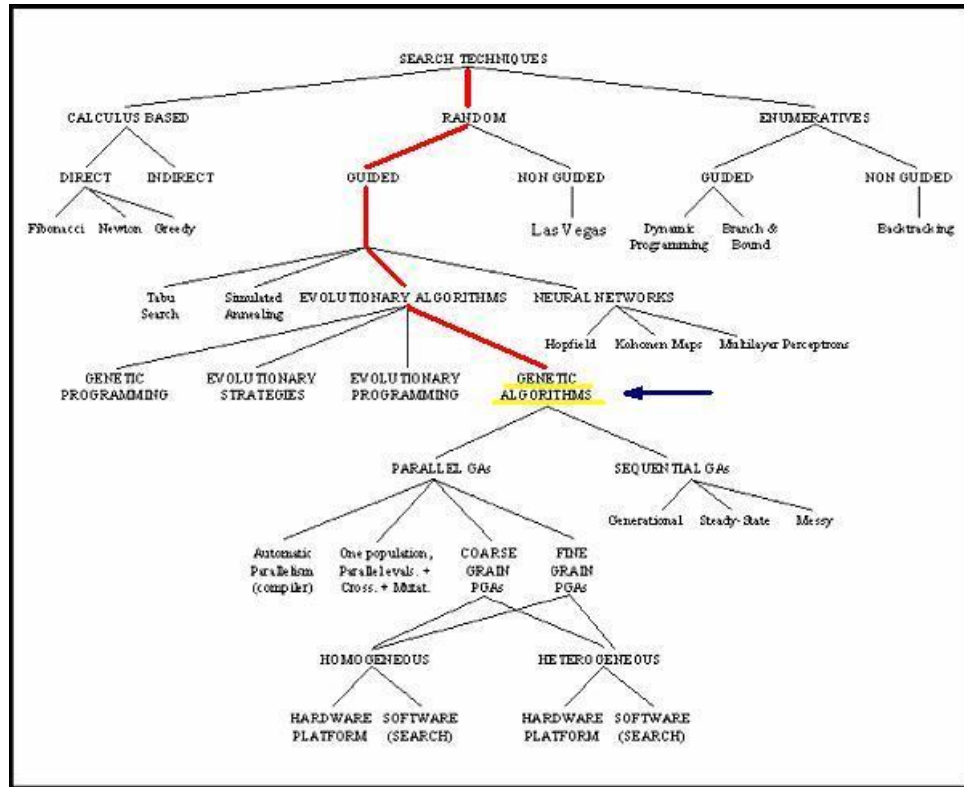 SEARCH TECHNIQUES
CALCULUS BASED
RANDOM
ENUMERATIVES
DIRECT
INDIRECT
GUIDED
NON GUIDED
GUIDED
NON GUIDED
Fibonacci
Newton
Greedy
Las Vegas
Dynamic
Programming
Branch &
Bound
Backtracking
Tabu
Search
Simulated
Annealing
EVOLUTIONARY ALGORITHMS
NEURAL NETWORKS
Hopfield
Kohonen Maps
Multilayer Perceptrons
GENETIC
PROGRAMMING
EVOLUTIONARY
STRATEGIES
EVOLUTIONARY
PROGRAMMING
GENETIC
ALGORITHMS
PARALLEL GAs
SEQUENTIAL GAs
Generational
Steady-State
Messy
Automatic
Parallelism
(compiler)
One population,
Parallel evals. +
Cross. + Mutat.
COARSE
GRAIN
PGAs
FINE
GRAIN
PGAs
HOMOGENEOUS
HETEROGENEOUS
HARDWARE
PLATFORM
SOFTWARE
(SEARCH)
HARDWARE
PLATFORM
SOFTWARE
(SEARCH)